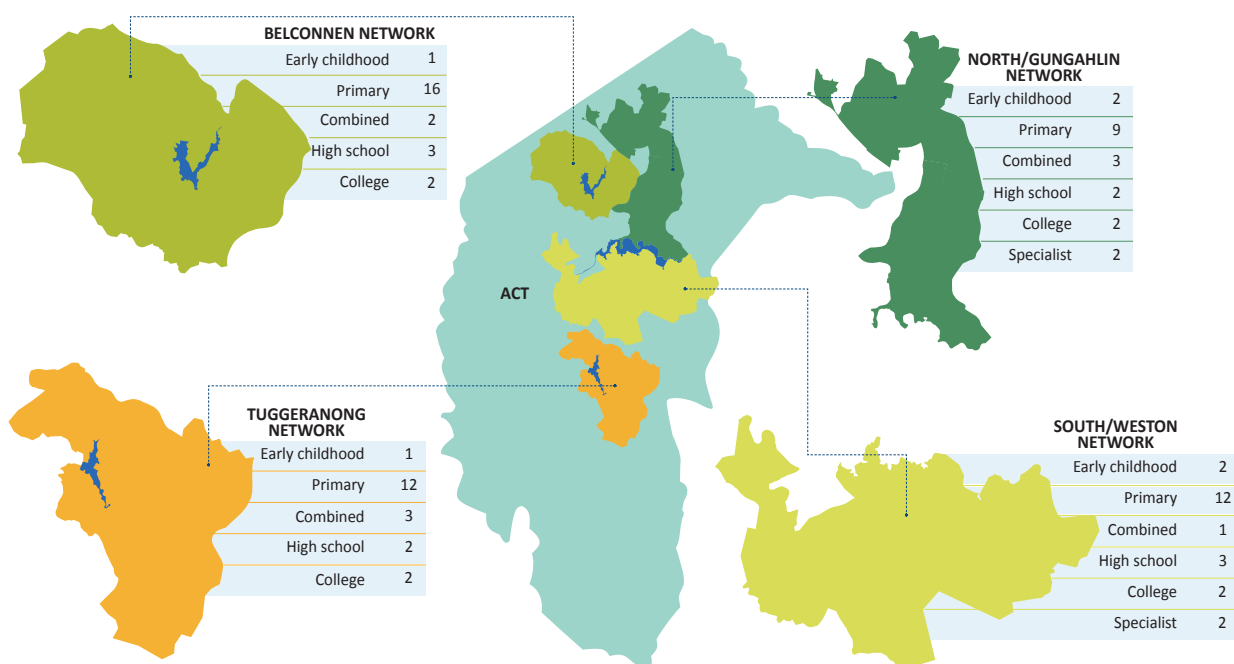 BELCONNEN NETWORK
Early childhood 1
Primary 16
Combined 2
High school 3
College 2
NORTH/GUNGAHLIN
NETWORK
Early childhood 2
Primary 9
Combined 3
High school 2
College 2
Specialist 2
ACT
TUGGERANONG
NETWORK
Early childhood 1
Primary 12
Combined 3
High school 2
College 2
SOUTH/WESTON
NETWORK
Early childhood 2
Primary 12
Combined 1
High school 3
College 2
Specialist 2